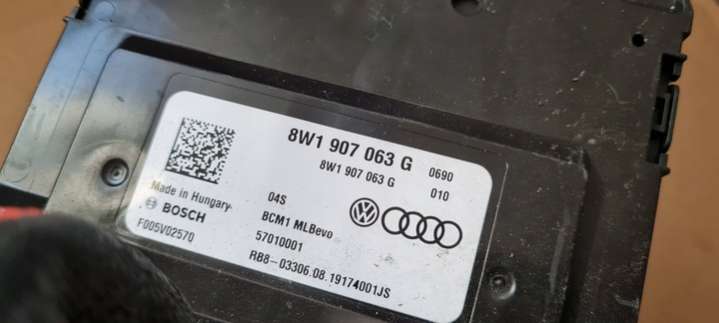 8W1 907 063 G 0690
8W1 907 063 G 010
04S
Made in Hungary
BOSCH
BCM1 MLBevo
F005V02570
57010001
RB8-03306.08.19174001JS